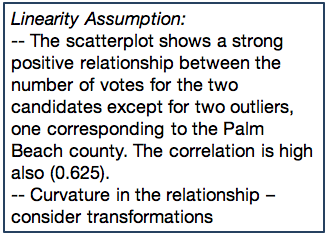 Linearity Assumption:
-- The scatterplot shows a strong
positive relationship between the
number of votes for the two
candidates except for two outliers,
one corresponding to the Palm
Beach county. The correlation is high
also (0.625).
-- Curvature in the relationship –
consider transformations